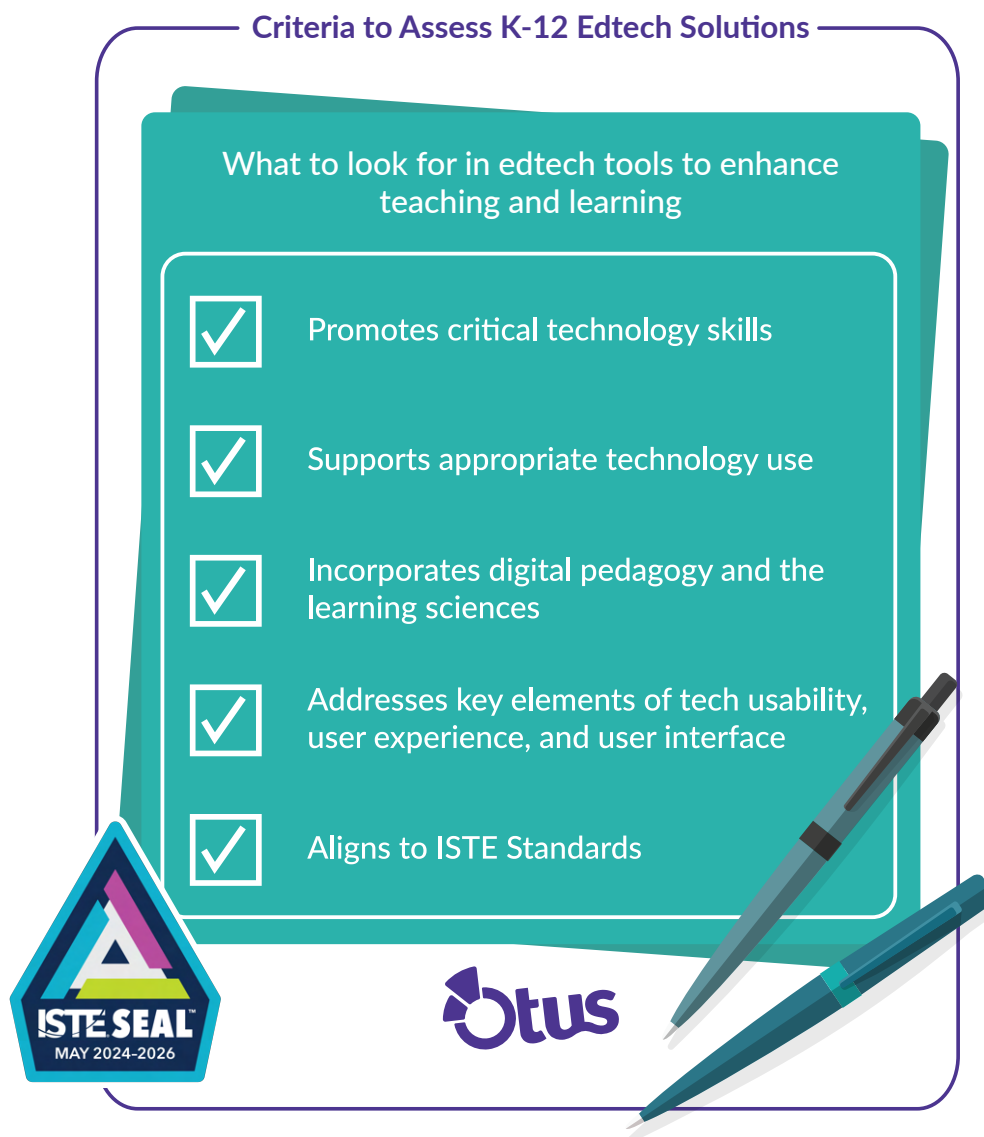 Criteria to Assess K-12 Edtech Solutions
What to look for in edtech tools to enhance
teaching and learning
Promotes critical technology skills
Supports appropriate technology use
Incorporates digital pedagogy and the
learning sciences
Addresses key elements of tech usability,
user experience, and user interface
Aligns to ISTE Standards
ISTE SEAL™
MAY 2024-2026
Otus